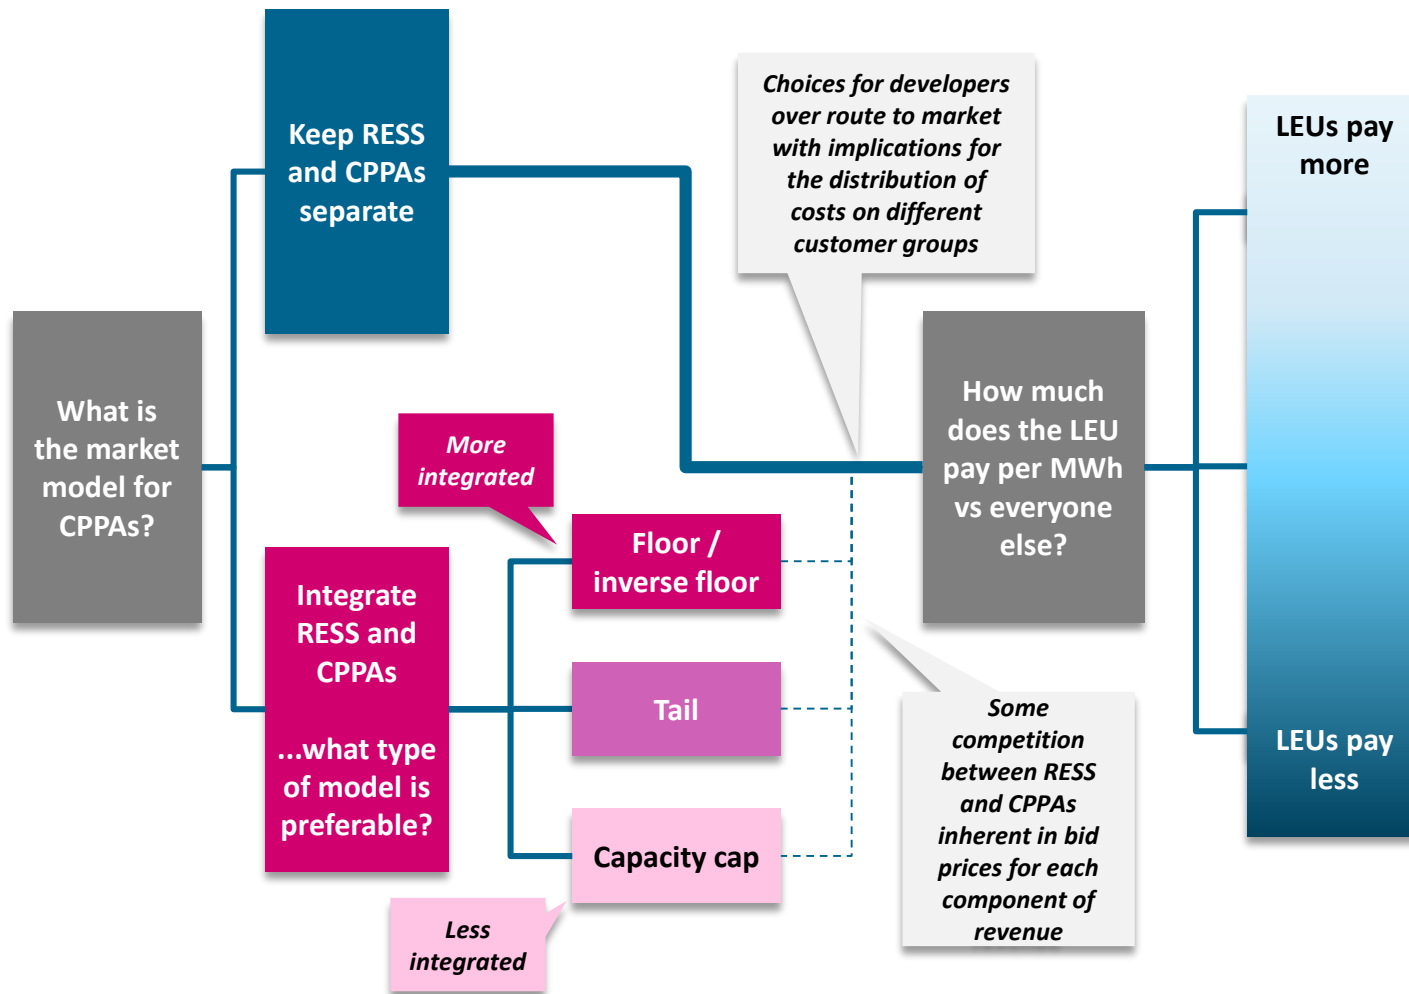 What is
the market
model for
CPPAs?
Keep RESS
and CPPAs
separate
Integrate
RESS and
CPPAs
...what type
of model is
preferable?
More
integrated
Floor /
inverse floor
Tail
Capacity cap
Less
integrated
Choices for developers
over route to market
with implications for
the distribution of
costs on different
customer groups
Some
competition
between RESS
and CPPAs
inherent in bid
prices for each
component of
revenue
How much
does the LEU
pay per MWh
vs everyone
else?
LEUs pay
more
LEUs pay
less